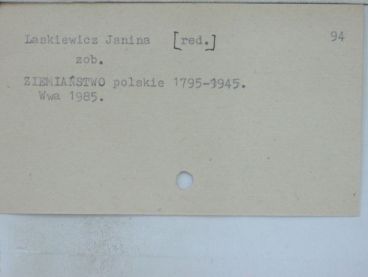 Laskiewicz Janina [red.] 94
zob.
ZIEMIAŃSTWO polskie 1795-1945.
Wwa 1985.